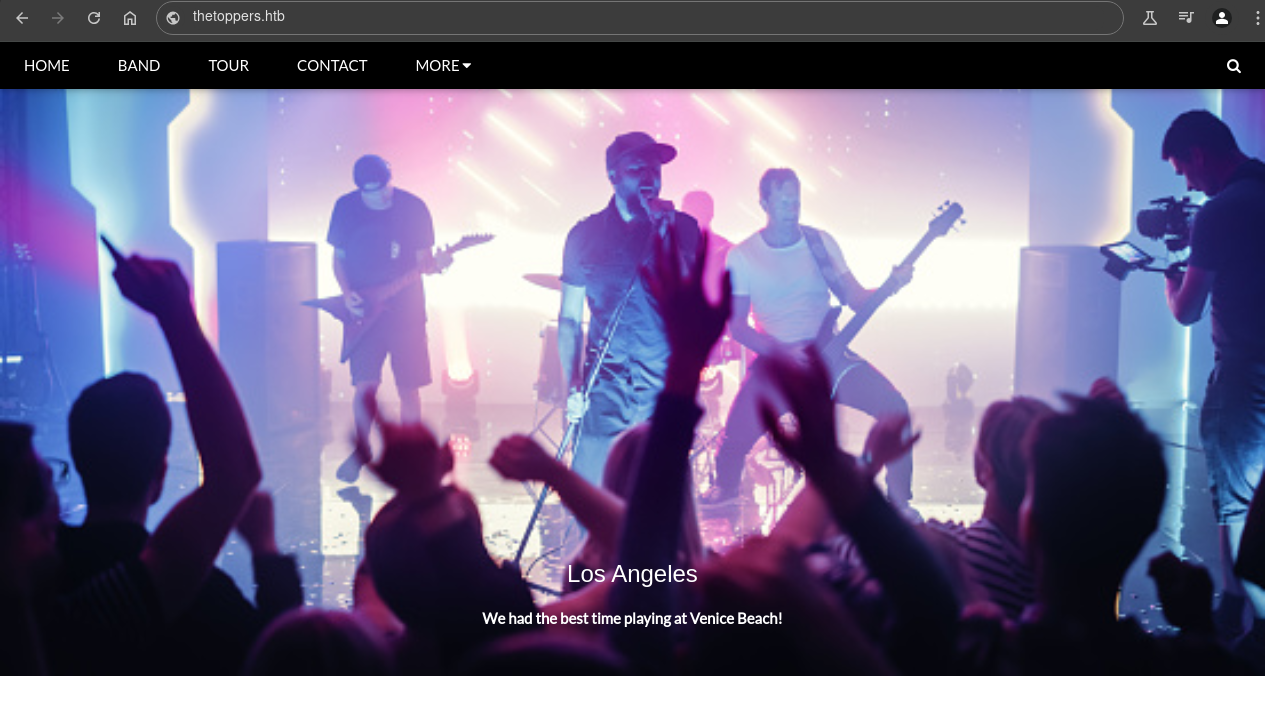 thetoppers.htb
HOME BAND TOUR CONTACT MORE
Los Angeles
We had the best time playing at Venice Beach!